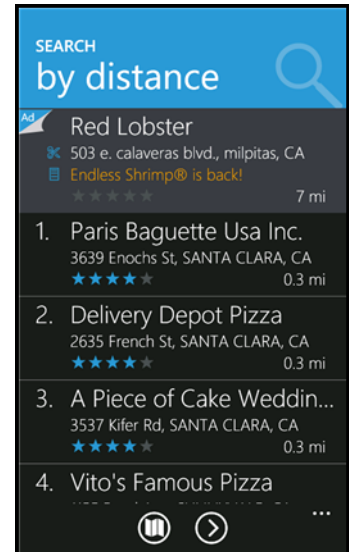 SEARCH
by distance
Ad
Red Lobster
503 e. calaveras blvd., milpitas, CA
Endless Shrimp® is back!
7 mi
1. Paris Baguette Usa Inc.
3639 Enochs St, SANTA CLARA, CA
0.3 mi
2. Delivery Depot Pizza
2635 French St, SANTA CLARA, CA
0.3 mi
3. A Piece of Cake Weddin...
3537 Kifer Rd, SANTA CLARA, CA
0.3 mi
4. Vito's Famous Pizza
...